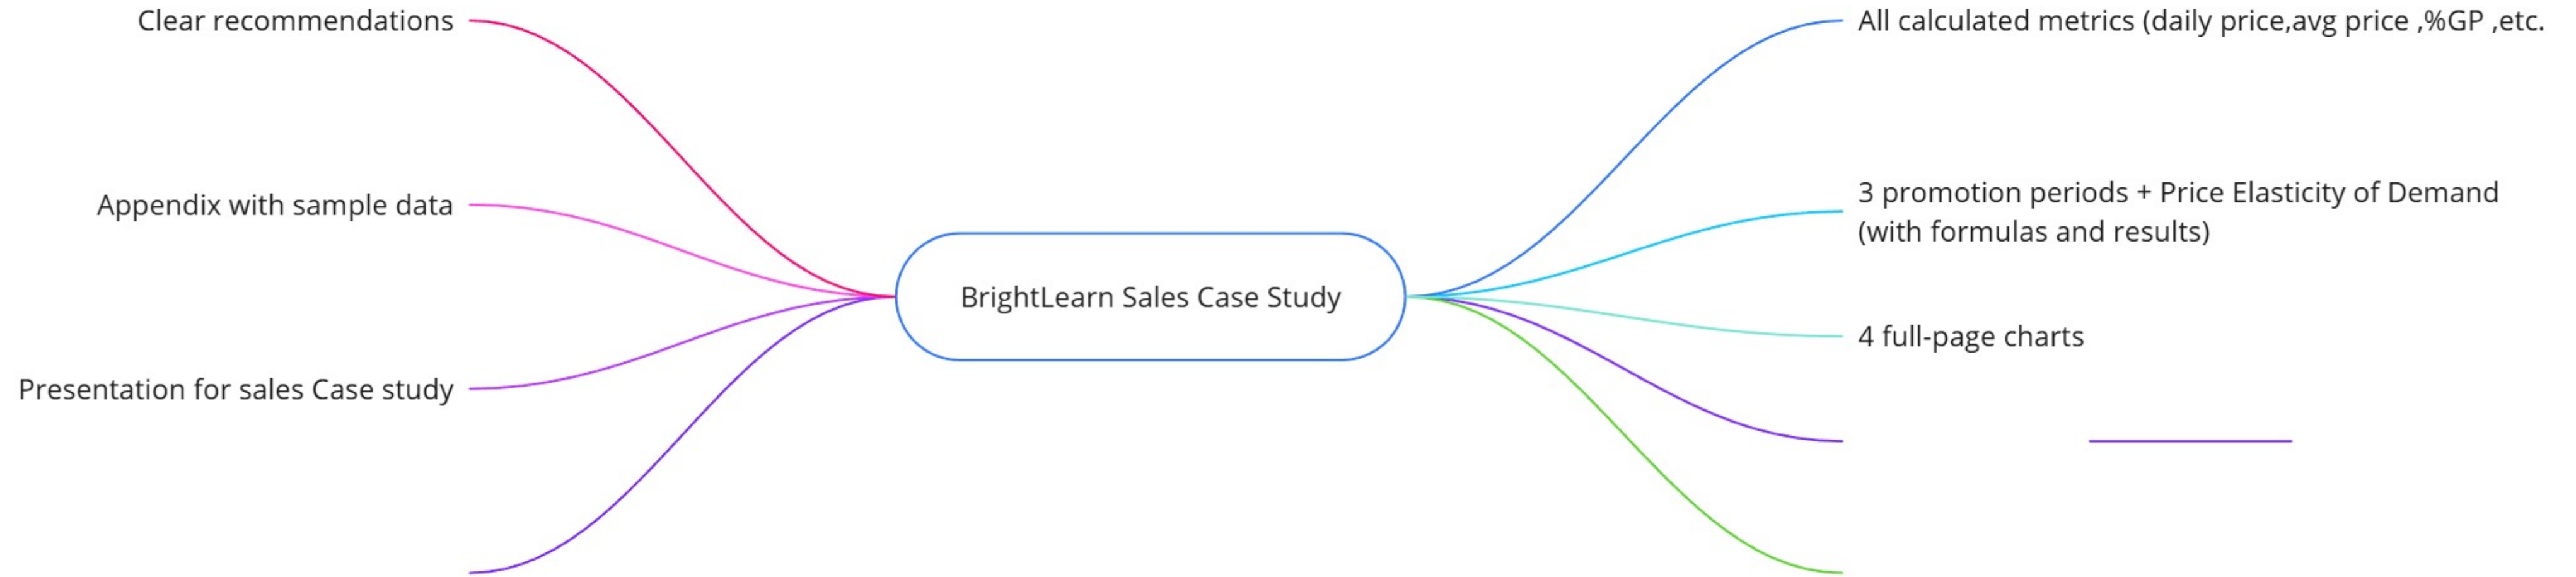 Clear recommendations
Appendix with sample data
Presentation for sales Case study
BrightLearn Sales Case Study
All calculated metrics (daily price,avg price ,%GP ,etc.
3 promotion periods + Price Elasticity of Demand
(with formulas and results)
4 full-page charts